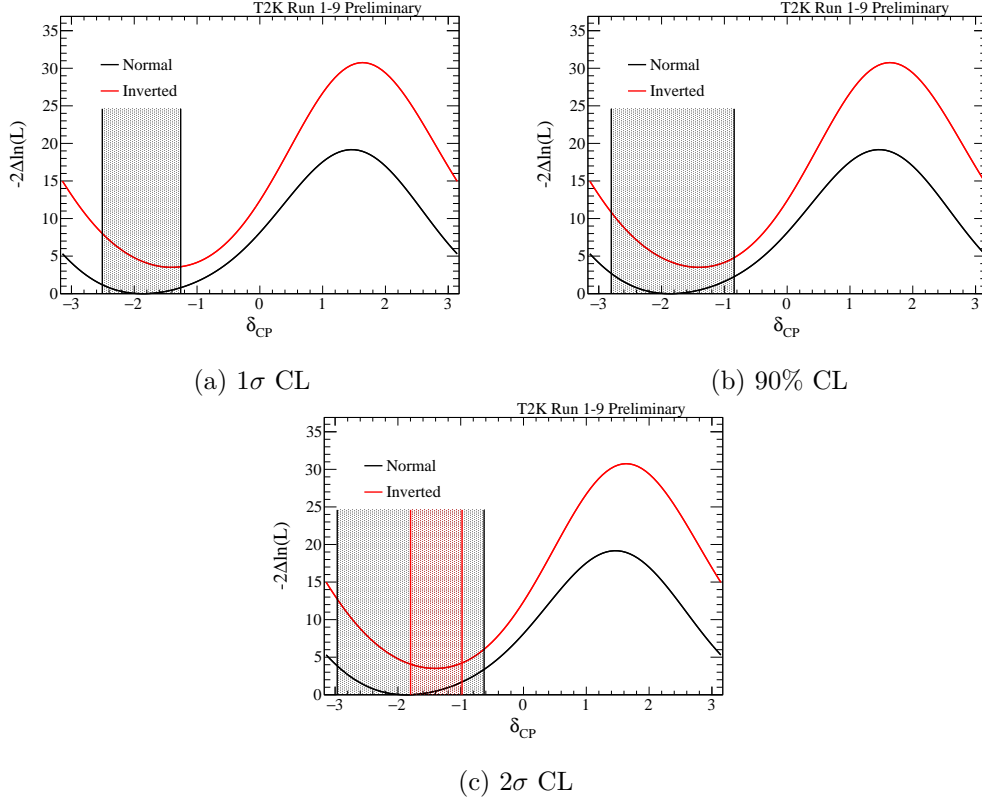 T2K Run 1-9 Preliminary
35
30
25
20
15
10
5
0
-2Δln(L)
Normal
Inverted
−3 −2 −1 0 1 2 3
δCP
(a) 1σ CL
T2K Run 1-9 Preliminary
35
30
25
20
15
10
5
0
-2Δln(L)
Normal
Inverted
−3 −2 −1 0 1 2 3
δCP
(b) 90% CL
T2K Run 1-9 Preliminary
35
30
25
20
15
10
5
0
-2Δln(L)
Normal
Inverted
−3 −2 −1 0 1 2 3
δCP
(c) 2σ CL